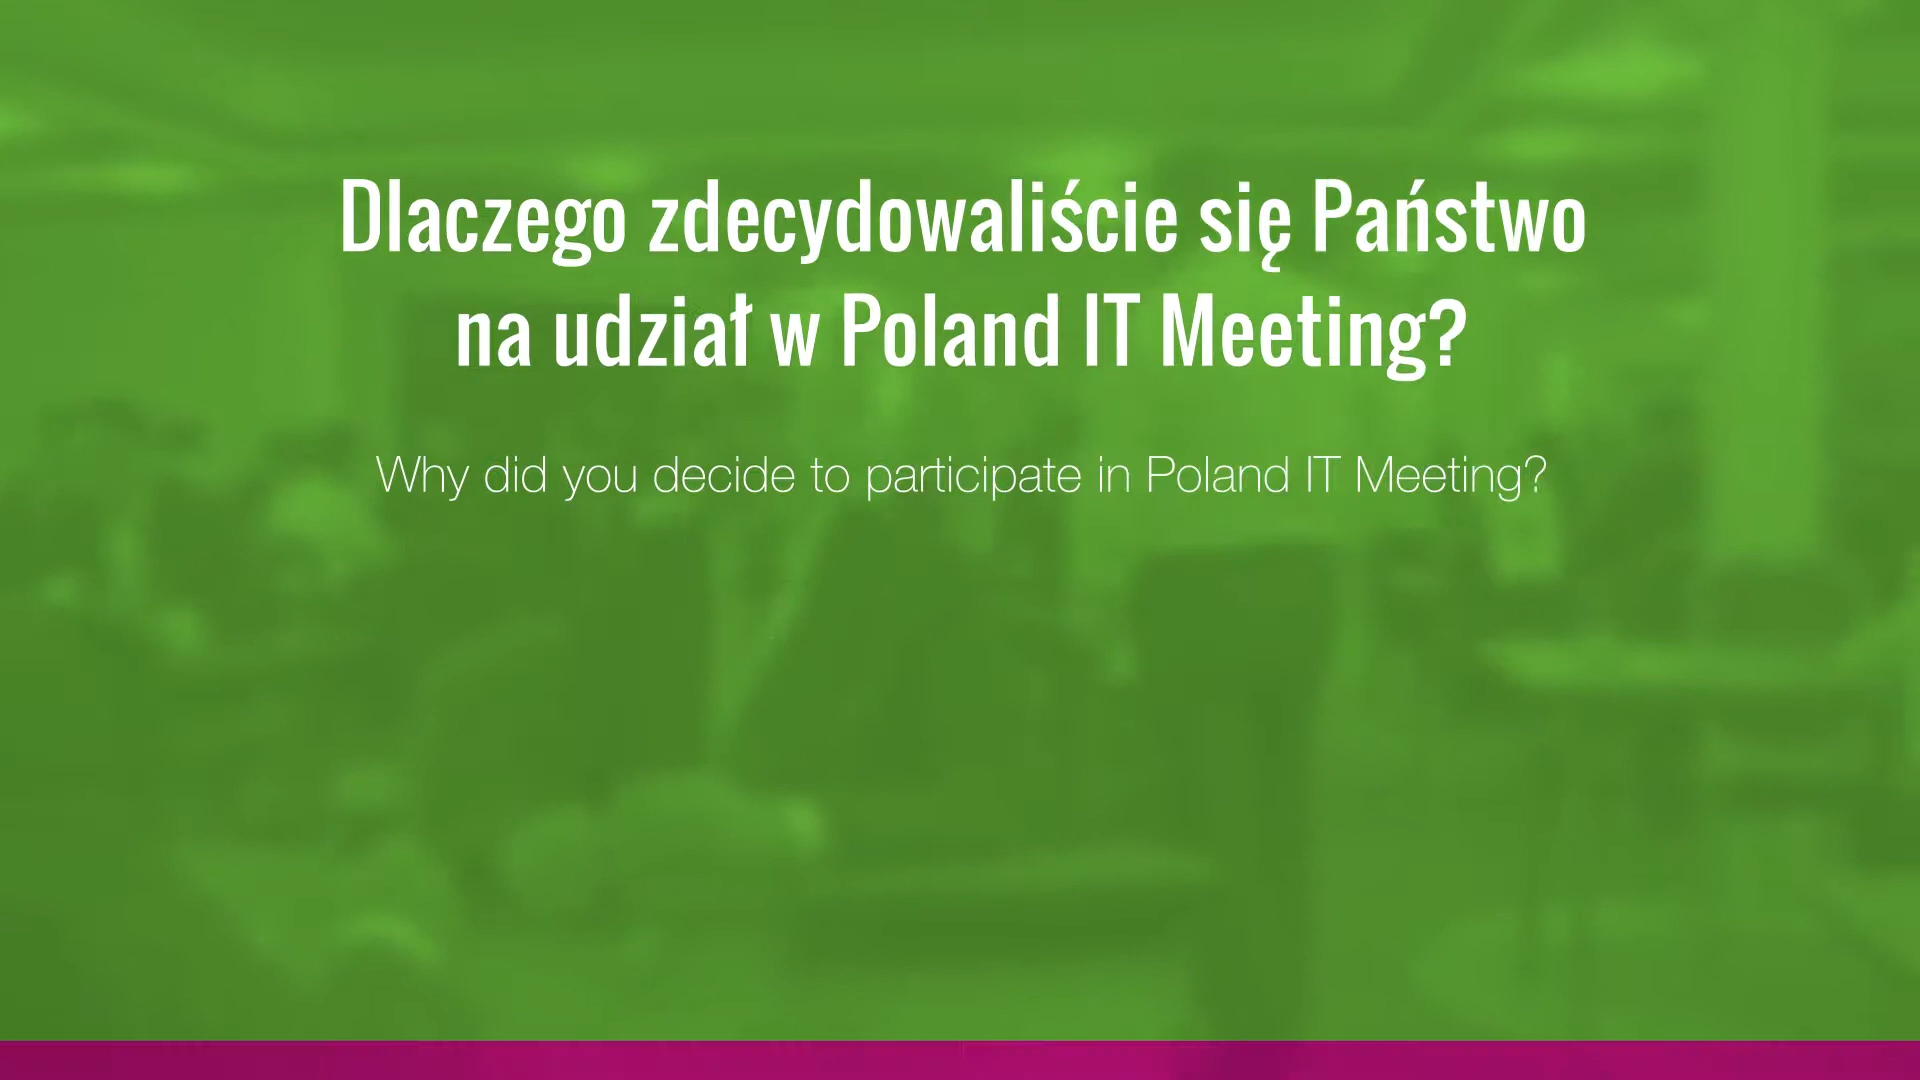 Dlaczego zdecydowaliście się Państwo
na udział w Poland IT Meeting?
Why did you decide to participate in Poland IT Meeting?